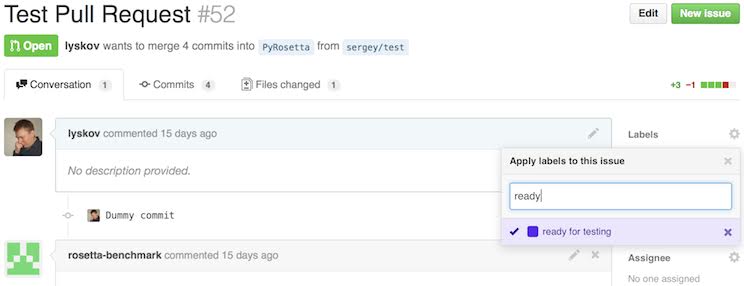 Test Pull Request #52
Edit
New issue
Open
lyskov wants to merge 4 commits into PyRosetta from sergey/test
Conversation 1
Commits 4
Files changed 1
+3 −1
lyskov commented 15 days ago
Labels
No description provided.
Apply labels to this issue
ready
Dummy commit
ready for testing
rosetta-benchmark commented 15 days ago
Assignee
No one assigned